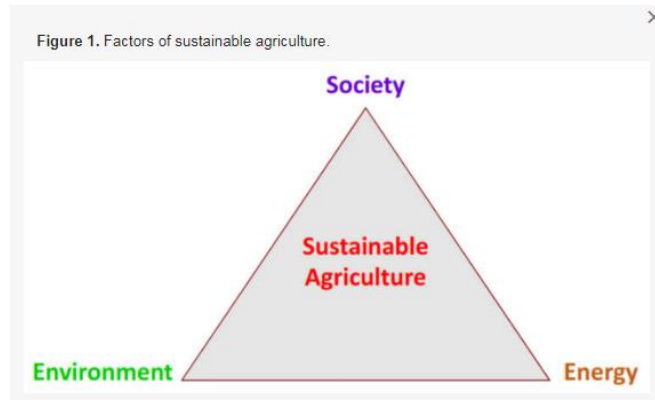 Figure 1. Factors of sustainable agriculture.
Society
Sustainable
Agriculture
Environment
Energy